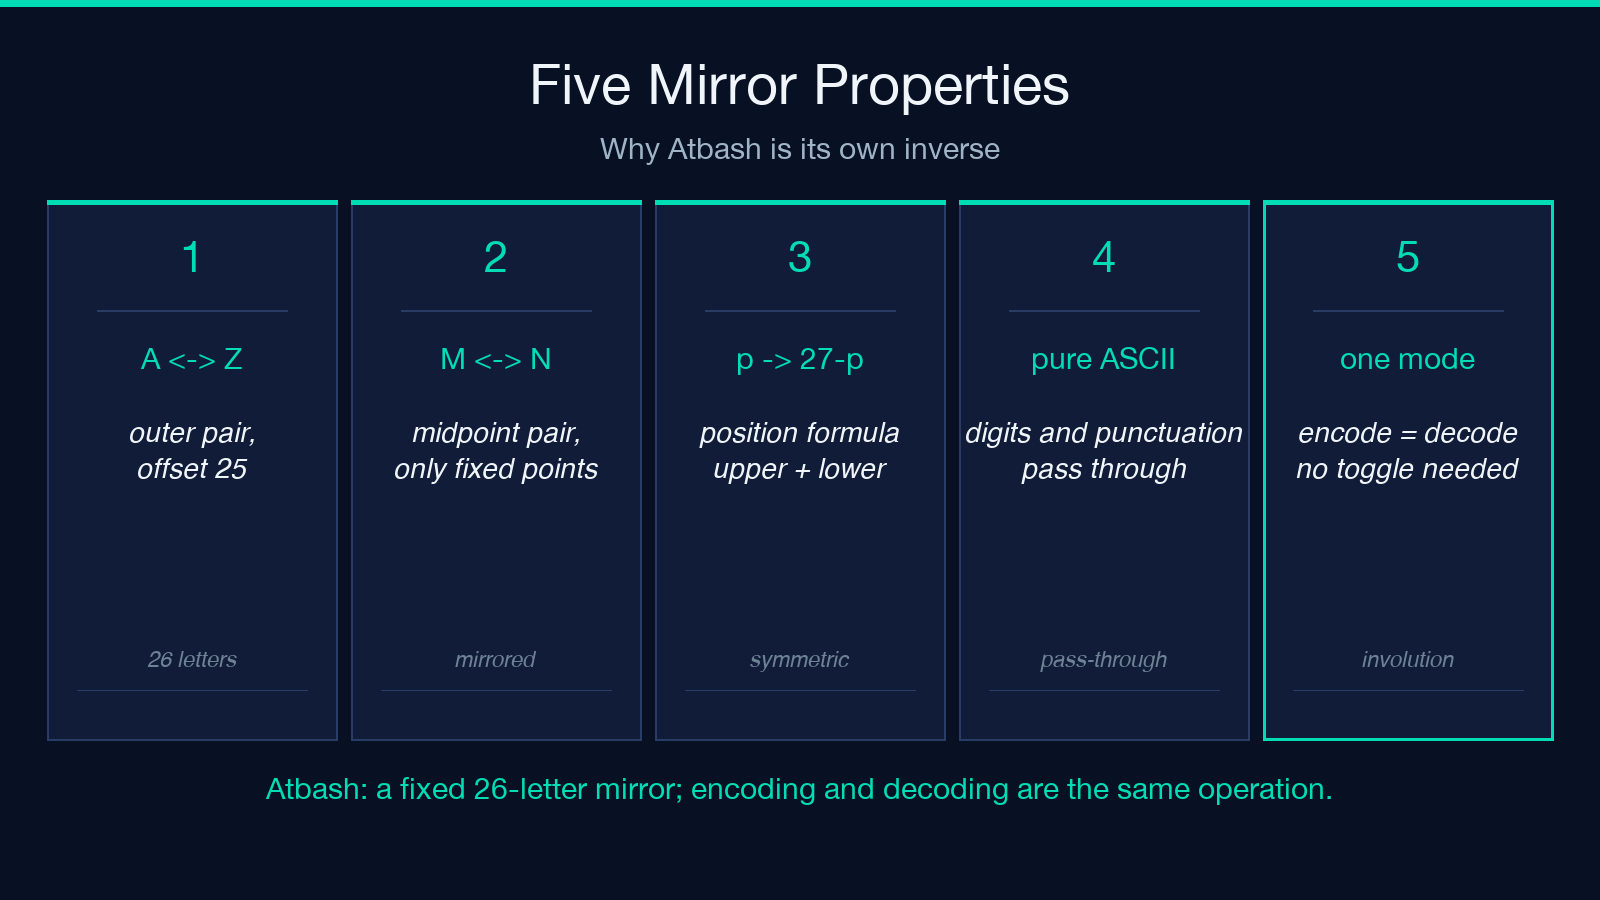 Five Mirror Properties
Why Atbash is its own inverse
1
A <-> Z
outer pair,
offset 25
26 letters
2
M <-> N
midpoint pair,
only fixed points
mirrored
3
p -> 27-p
position formula
upper + lower
symmetric
4
pure ASCII
digits and punctuation
pass through
pass-through
5
one mode
encode = decode
no toggle needed
involution
Atbash: a fixed 26-letter mirror; encoding and decoding are the same operation.